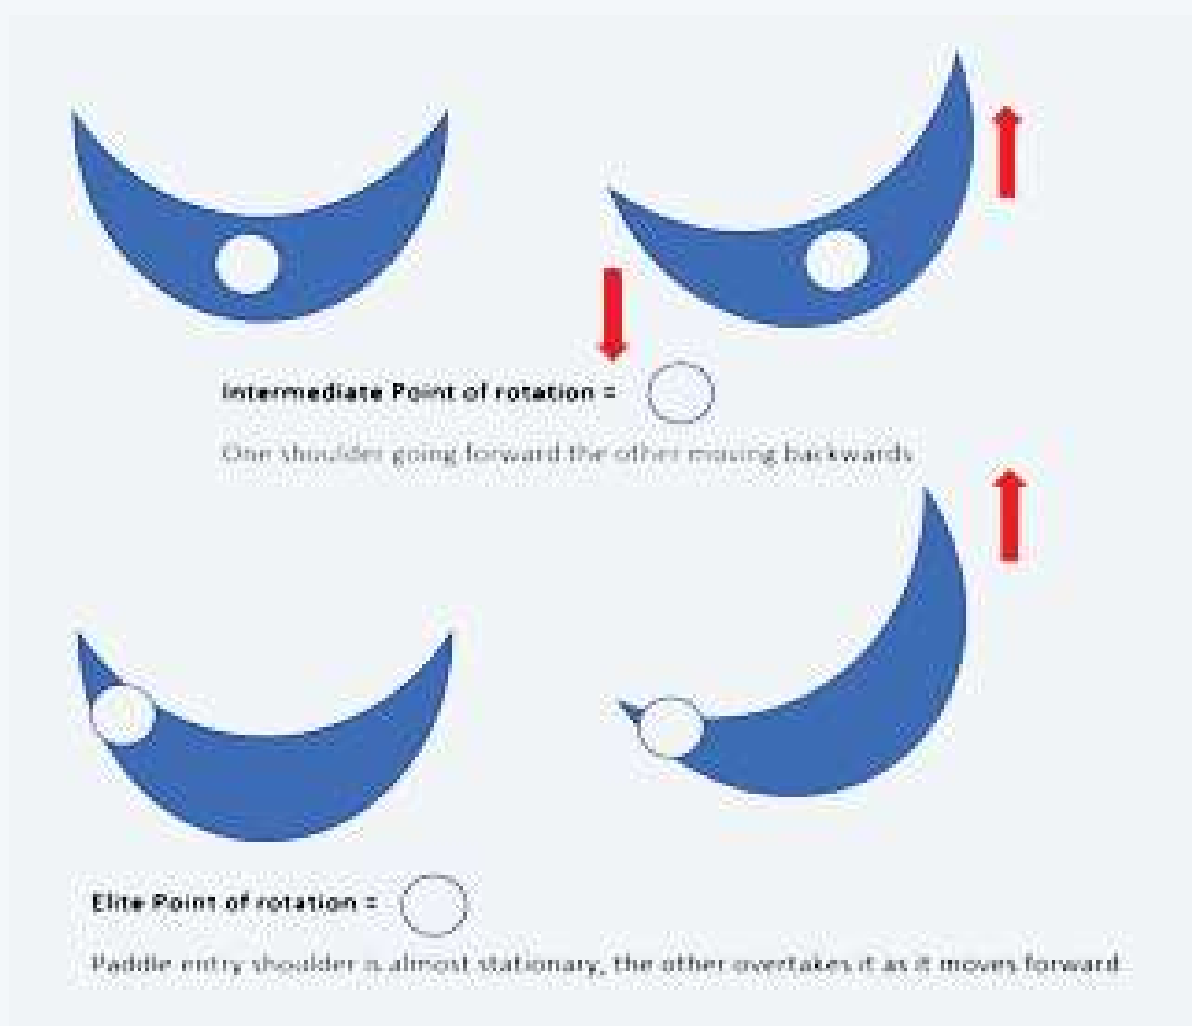 Intermediate Point of rotation =
One shoulder going forward the other moving backwards
Elite Point of rotation =
Paddle entry shoulder is almost stationary, the other overtakes it as it moves forward